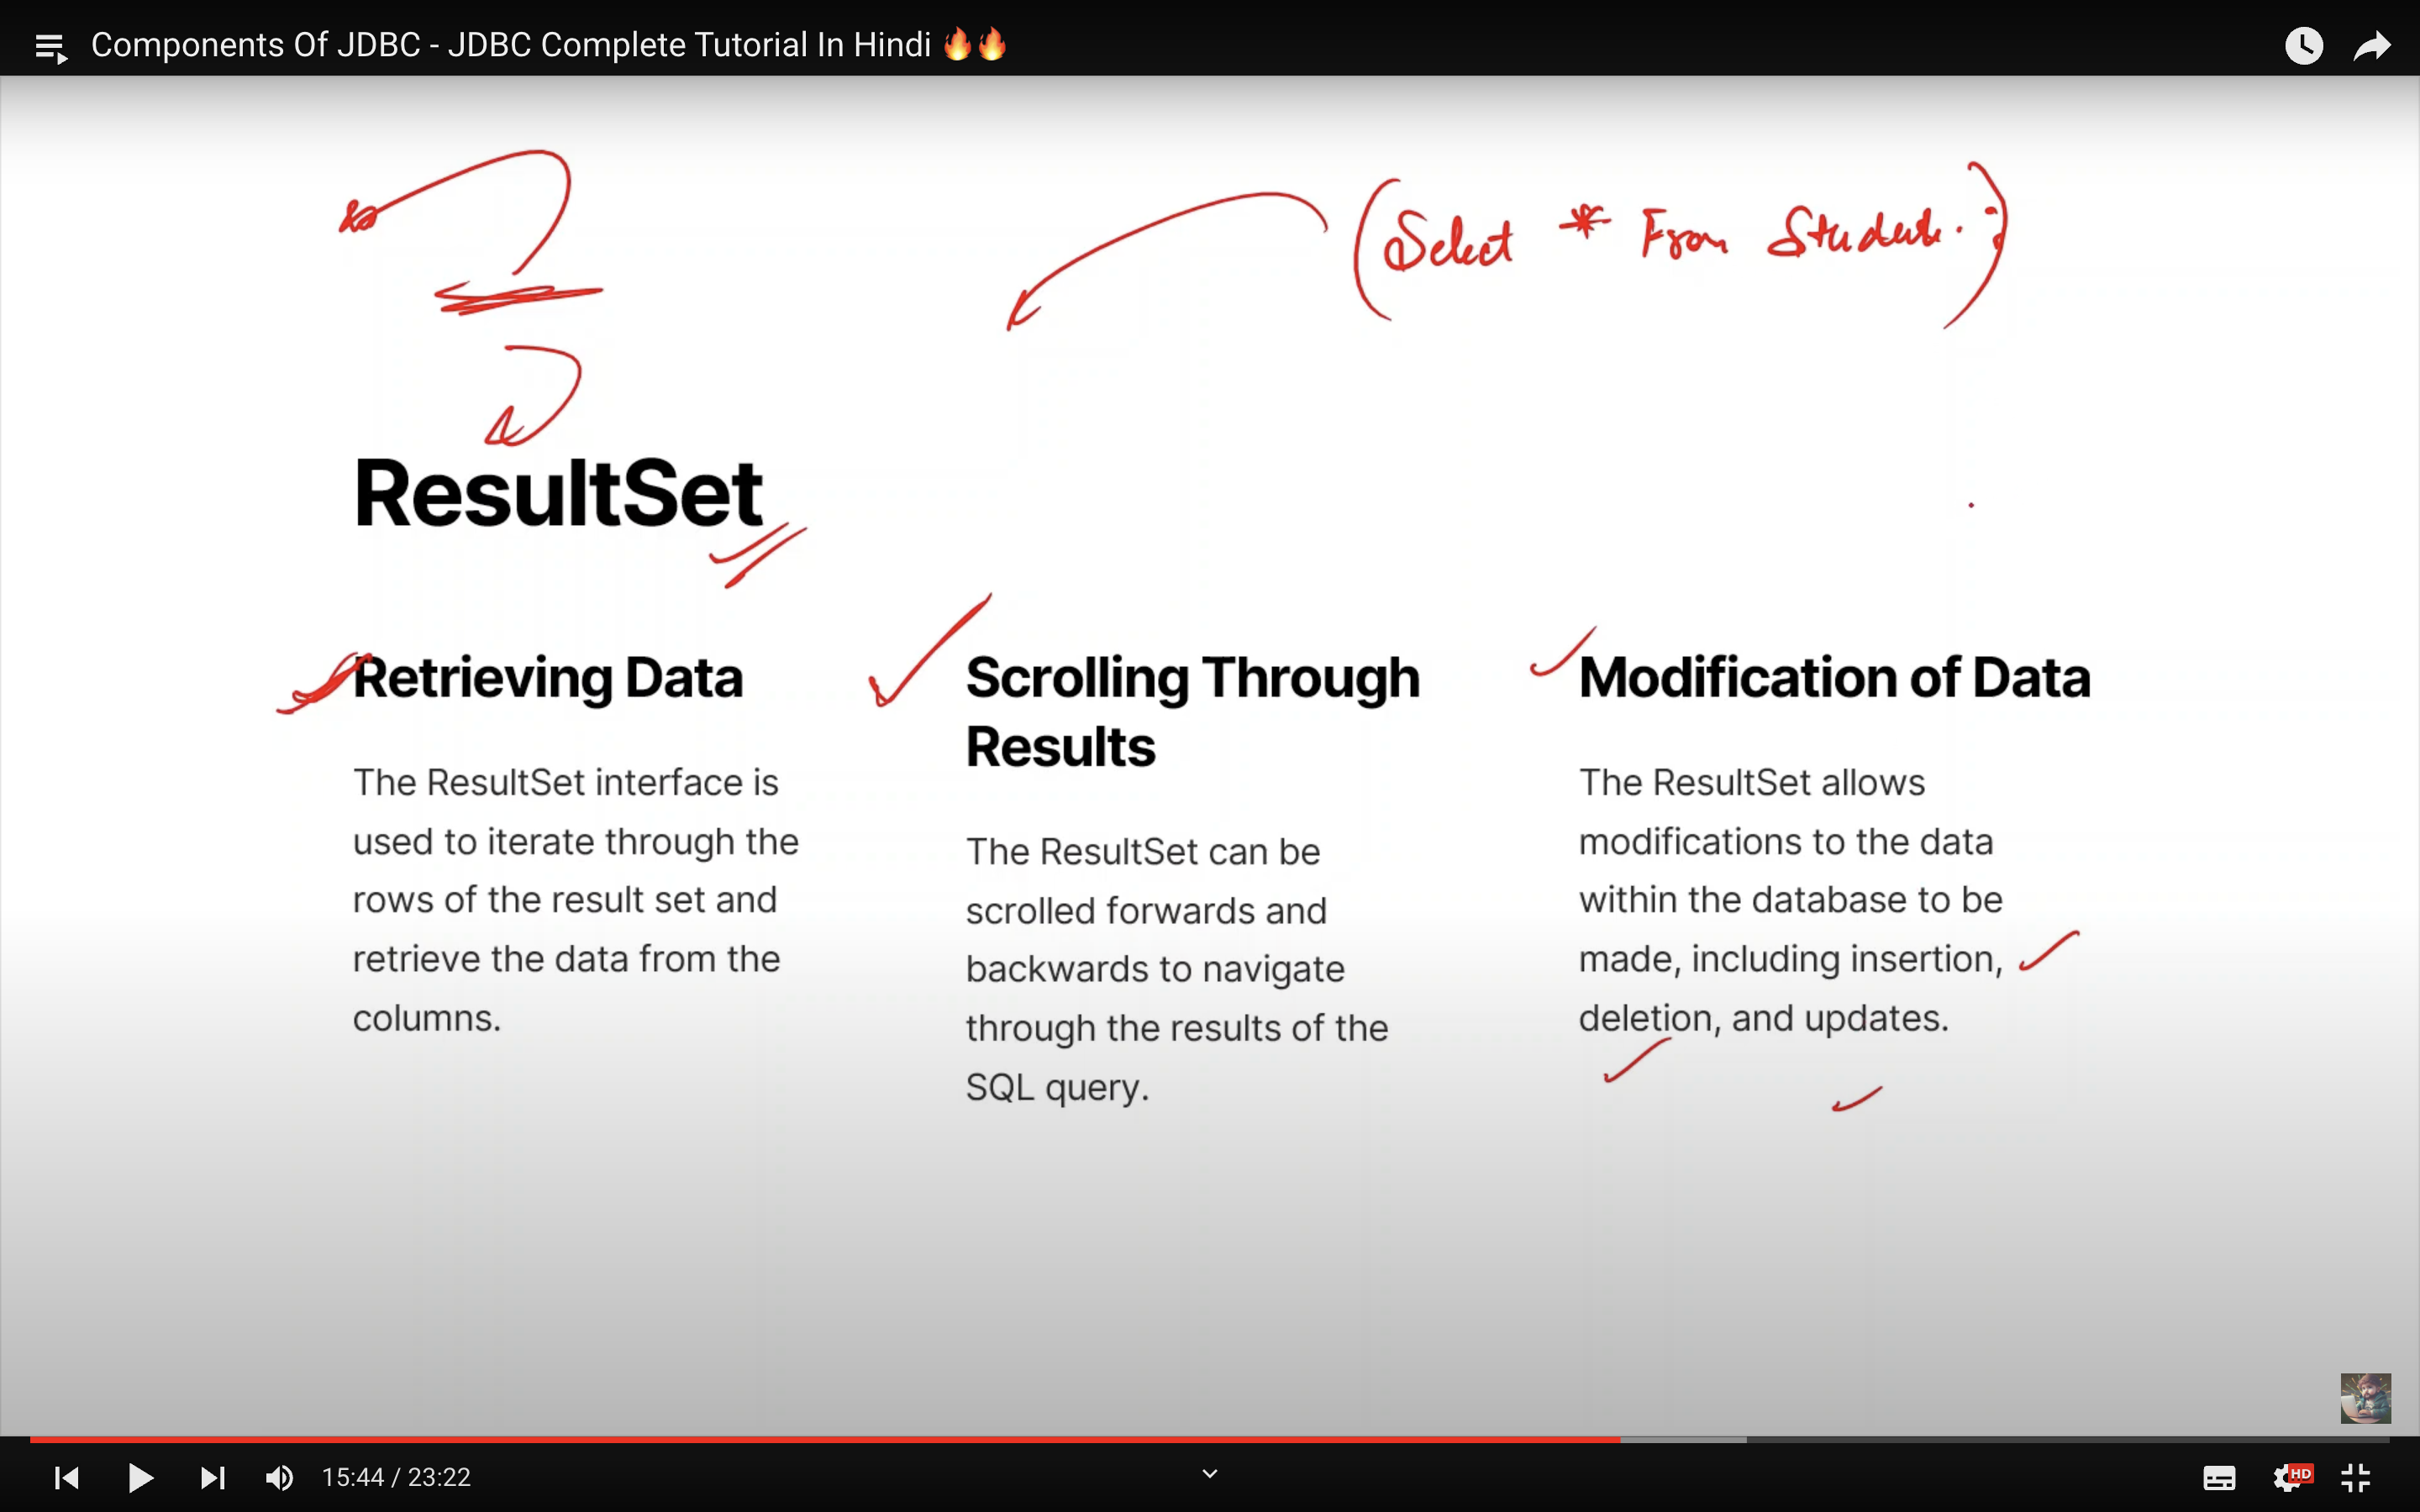 Components Of JDBC - JDBC Complete Tutorial In Hindi 🔥🔥
(Select * From Student.;)
ResultSet
Retrieving Data
The ResultSet interface is
used to iterate through the
rows of the result set and
retrieve the data from the
columns.
Scrolling Through
Results
The ResultSet can be
scrolled forwards and
backwards to navigate
through the results of the
SQL query.
Modification of Data
The ResultSet allows
modifications to the data
within the database to be
made, including insertion,
deletion, and updates.
15:44 / 23:22
HD